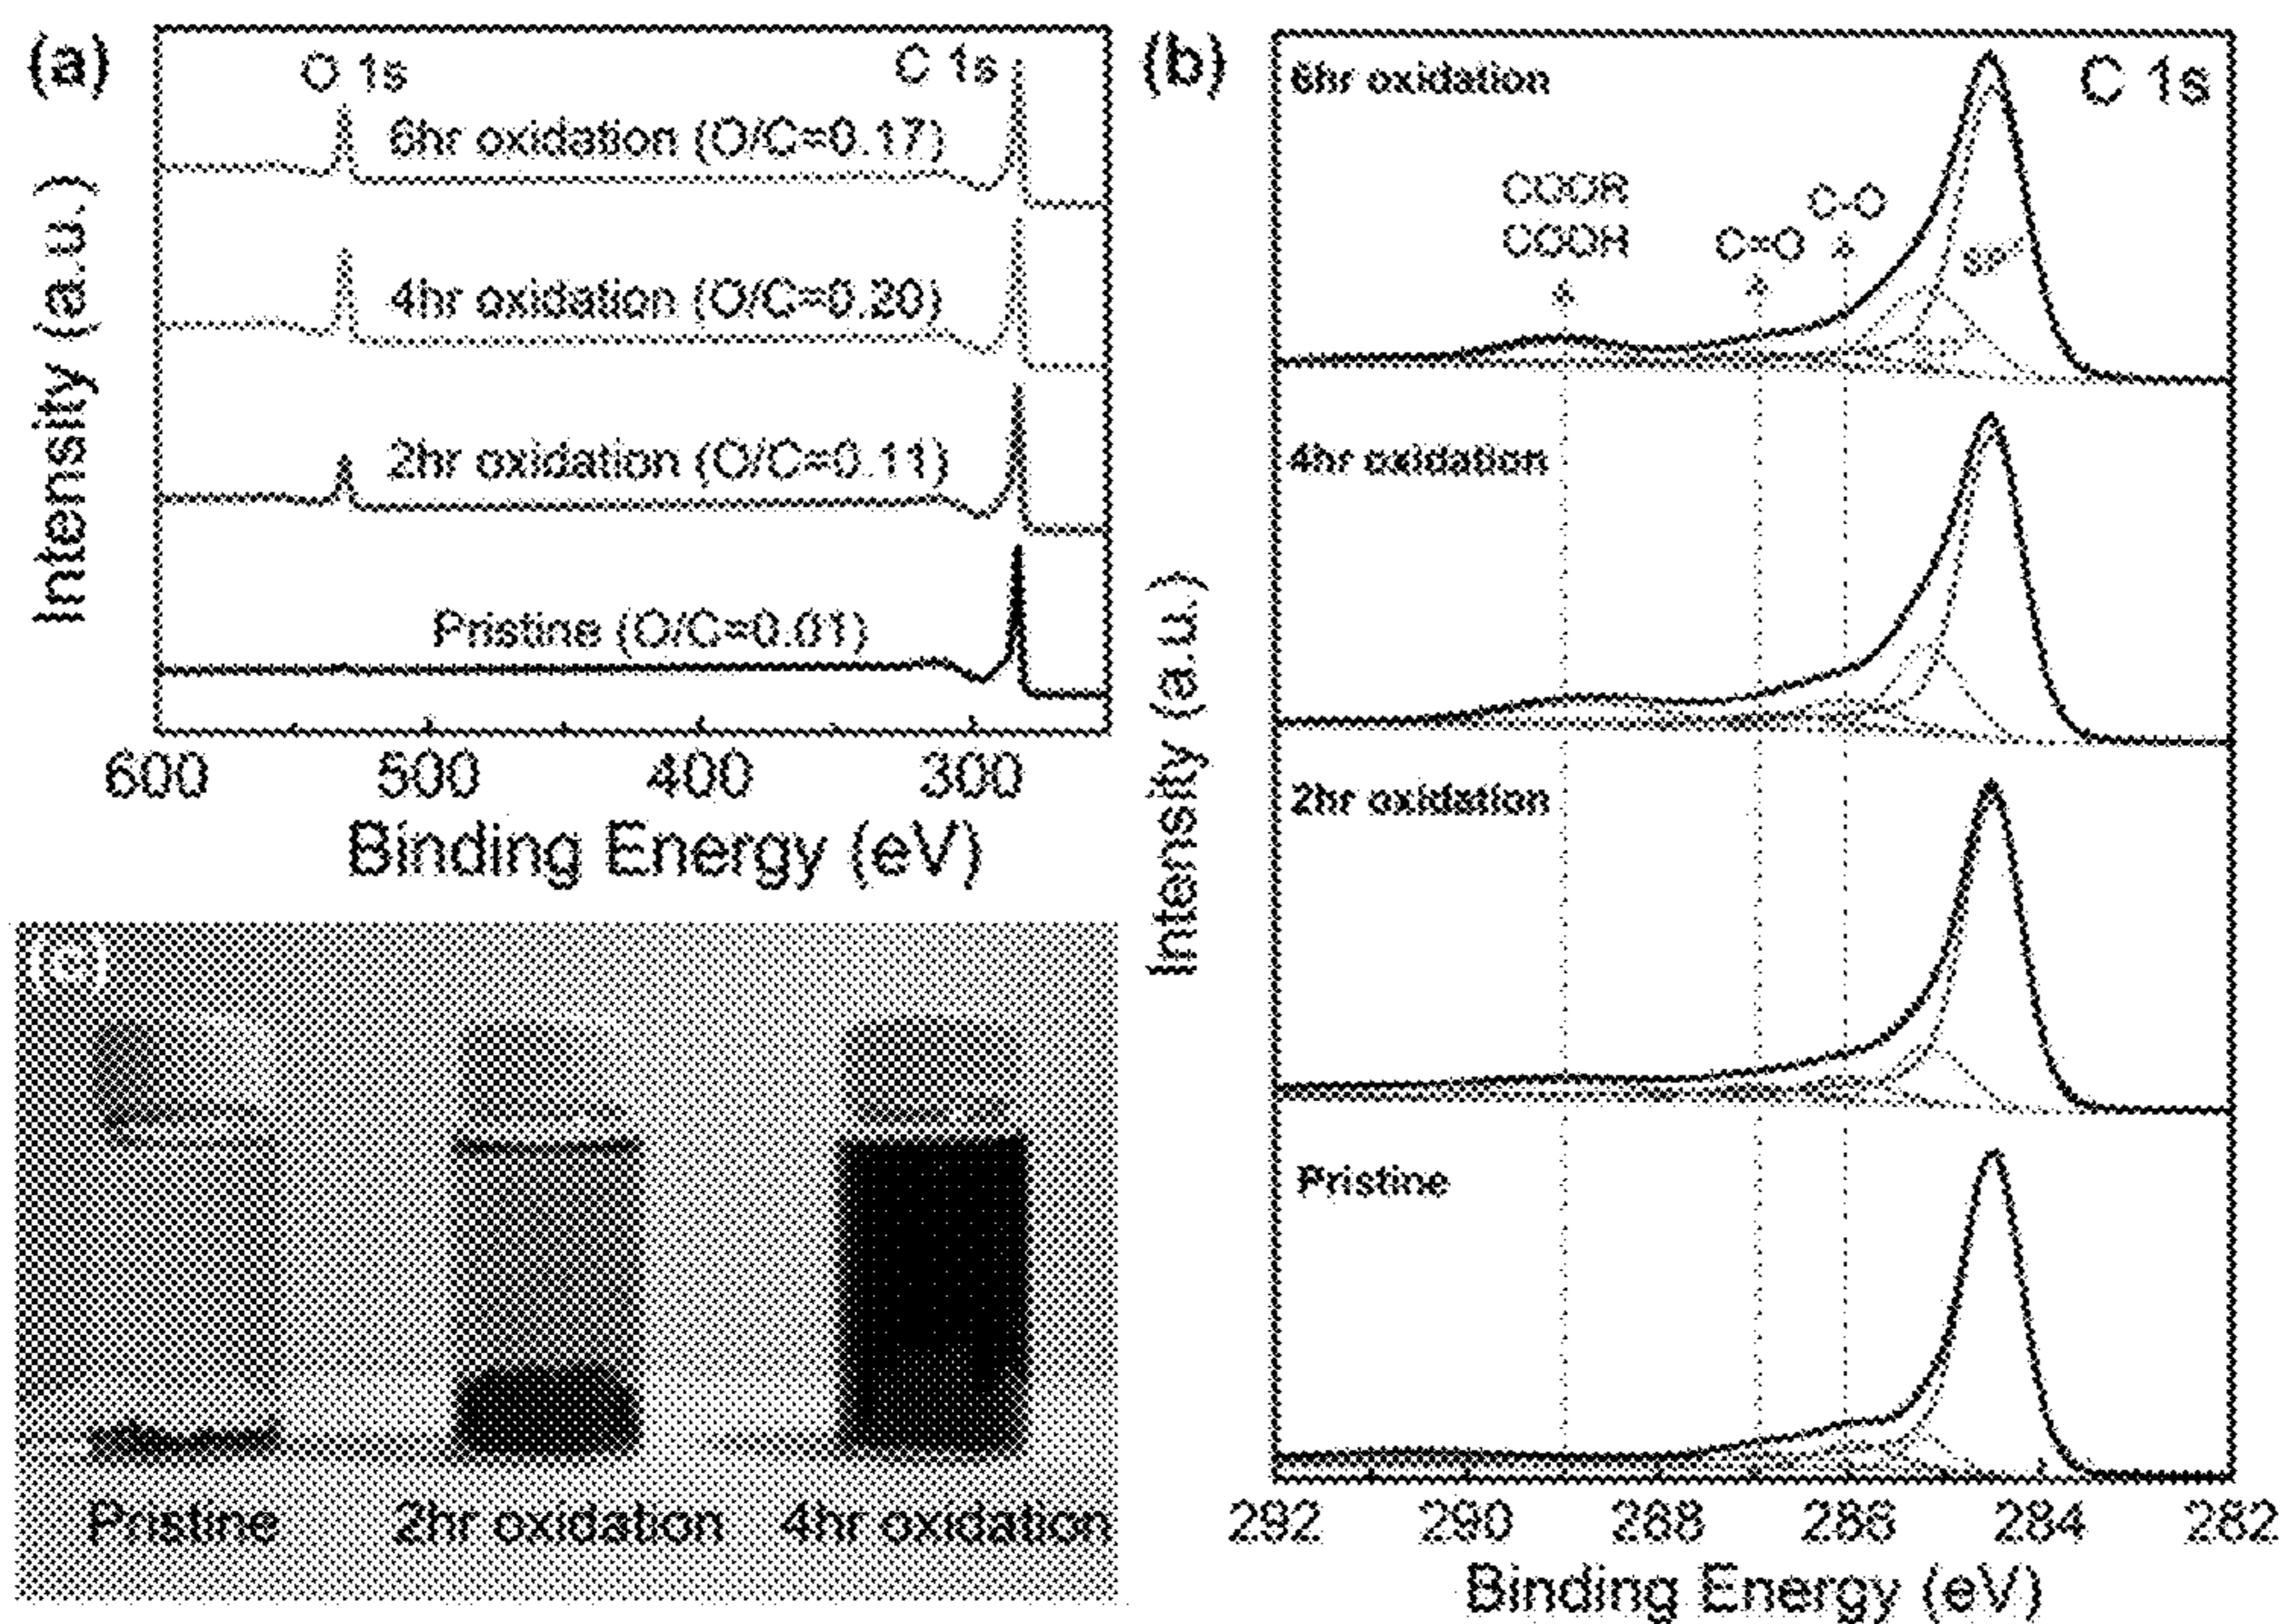 (a)
O 1s
C 1s
6hr oxidation (O/C=0.17)
4hr oxidation (O/C=0.20)
2hr oxidation (O/C=0.11)
Pristine (O/C=0.01)
Intensity (a.u.)
600 500 400 300
Binding Energy (eV)
(b)
6hr oxidation
C 1s
COOR
COOH
C=O
C-O
4hr oxidation
2hr oxidation
Pristine
Intensity (a.u.)
292 290 288 286 284 282
Binding Energy (eV)
(c)
Pristine
2hr oxidation
4hr oxidation